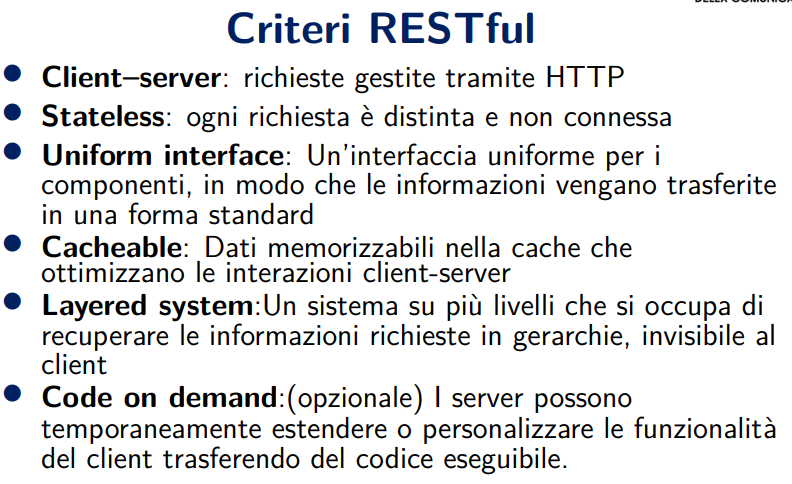 Criteri RESTful
Client–server: richieste gestite tramite HTTP
Stateless: ogni richiesta è distinta e non connessa
Uniform interface: Un'interfaccia uniforme per i
componenti, in modo che le informazioni vengano trasferite
in una forma standard
Cacheable: Dati memorizzabili nella cache che
ottimizzano le interazioni client-server
Layered system:Un sistema su più livelli che si occupa di
recuperare le informazioni richieste in gerarchie, invisibile al
client
Code on demand:(opzionale) I server possono
temporaneamente estendere o personalizzare le funzionalità
del client trasferendo del codice eseguibile.